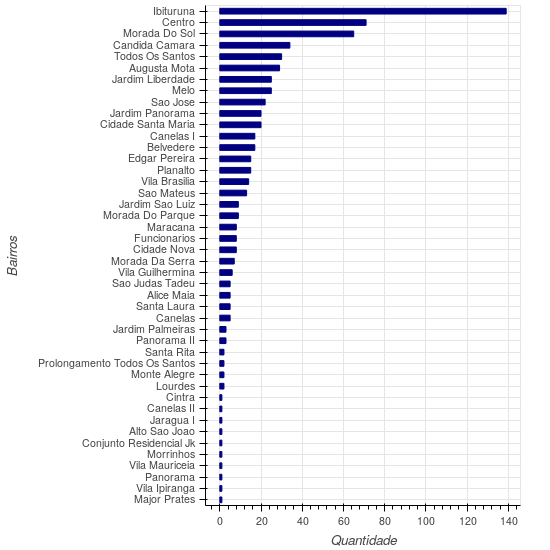 Ibituruna
Centro
Morada Do Sol
Candida Camara
Todos Os Santos
Augusta Mota
Jardim Liberdade
Melo
Sao Jose
Jardim Panorama
Cidade Santa Maria
Canelas I
Belvedere
Edgar Pereira
Planalto
Vila Brasilia
Sao Mateus
Jardim Sao Luiz
Morada Do Parque
Maracana
Funcionarios
Cidade Nova
Morada Da Serra
Vila Guilhermina
Sao Judas Tadeu
Alice Maia
Santa Laura
Canelas
Jardim Palmeiras
Panorama II
Santa Rita
Prolongamento Todos Os Santos
Monte Alegre
Lourdes
Cintra
Canelas II
Jaragua I
Alto Sao Joao
Conjunto Residencial Jk
Morrinhos
Vila Mauriceia
Panorama
Vila Ipiranga
Major Prates
Bairros
0 20 40 60 80 100 120 140
Quantidade